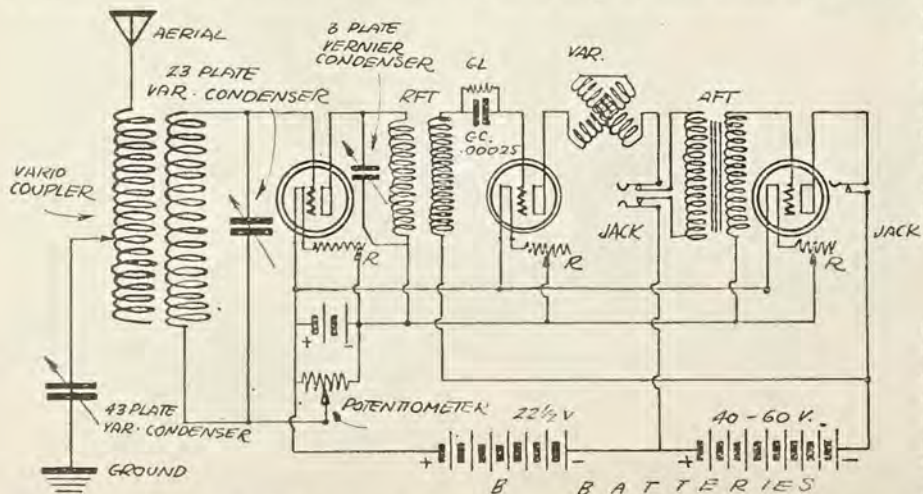 AERIAL
3 PLATE
VERNIER
CONDENSER
23 PLATE
VAR. CONDENSER
RFT
GL
GC.
.00025
VAR.
AFT
VARIO
COUPLER
R
R
JACK
R
JACK
+
-
43 PLATE
VAR. CONDENSER
POTENTIOMETER
22½ V
40-60 V.
+
-
+
-
GROUND
B BATTERIES